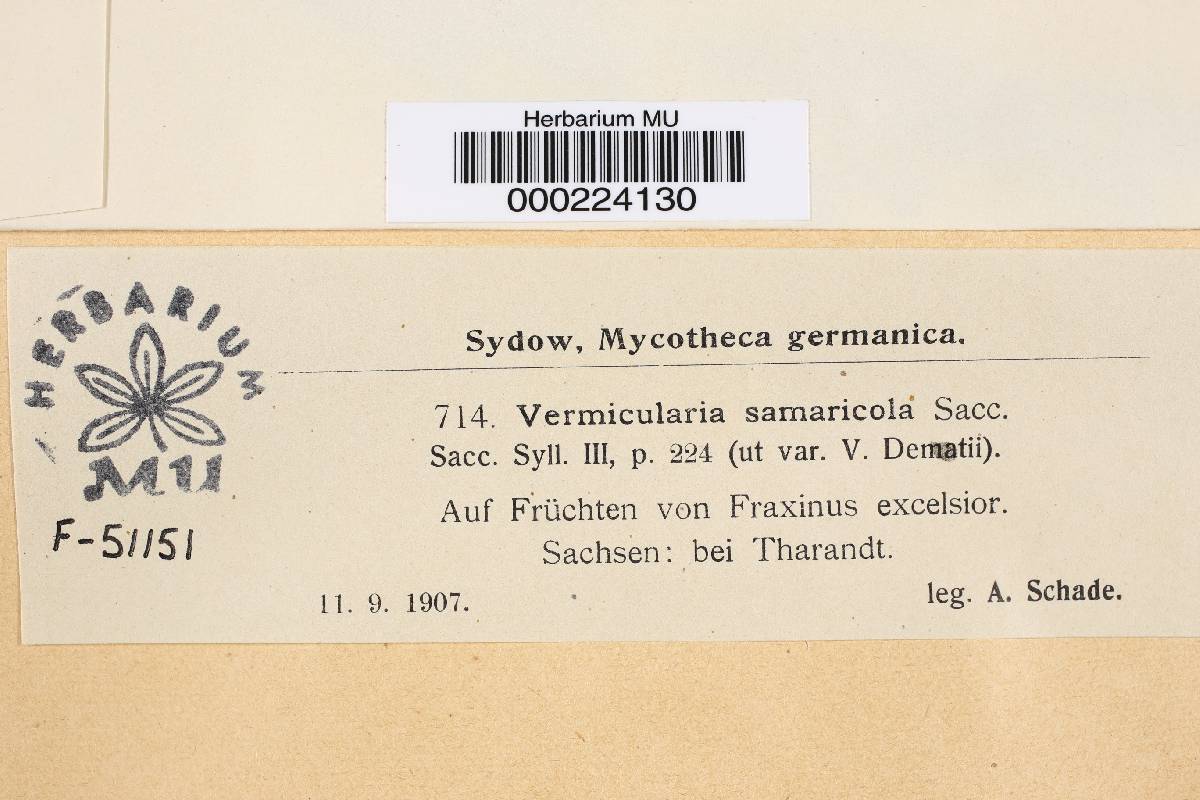 Herbarium MU
000224130
HERBARIUM
MU
F-51151
Sydow, Mycotheca germanica.
714. Vermicularia samaricola Sacc.
Sacc. Syll. III, p. 224 (ut var. V. Dematii).
Auf Früchten von Fraxinus excelsior.
Sachsen: bei Tharandt.
11. 9. 1907. leg. A. Schade.